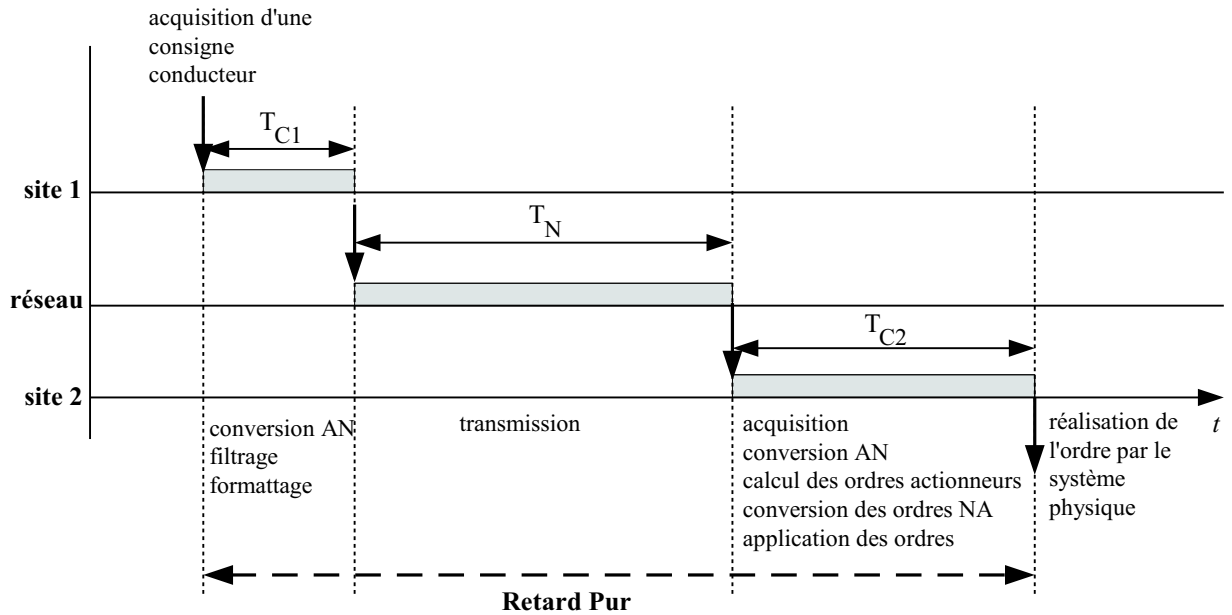 acquisition d'une
consigne
conducteur
T_C1
site 1
T_N
réseau
T_C2
site 2
t
conversion AN
filtrage
formattage
transmission
acquisition
conversion AN
calcul des ordres actionneurs
conversion des ordres NA
application des ordres
réalisation de
l'ordre par le
système
physique
Retard Pur